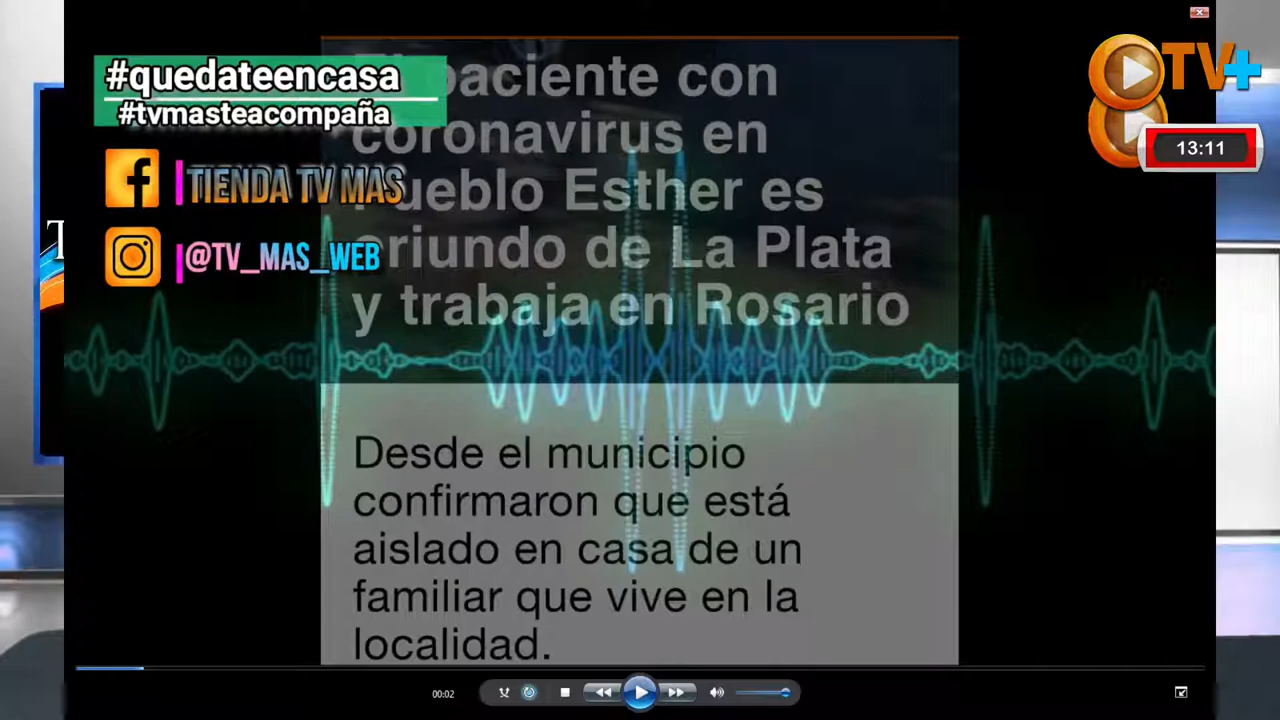 #quedateencasa
#tvmasteacompaña
TIENDA TV MAS
@TV_MAS_WEB
TV+
13:11
paciente con
coronavirus en
Pueblo Esther es
oriundo de La Plata
y trabaja en Rosario
Desde el municipio
confirmaron que está
aislado en casa de un
familiar que vive en la
localidad.
00:02